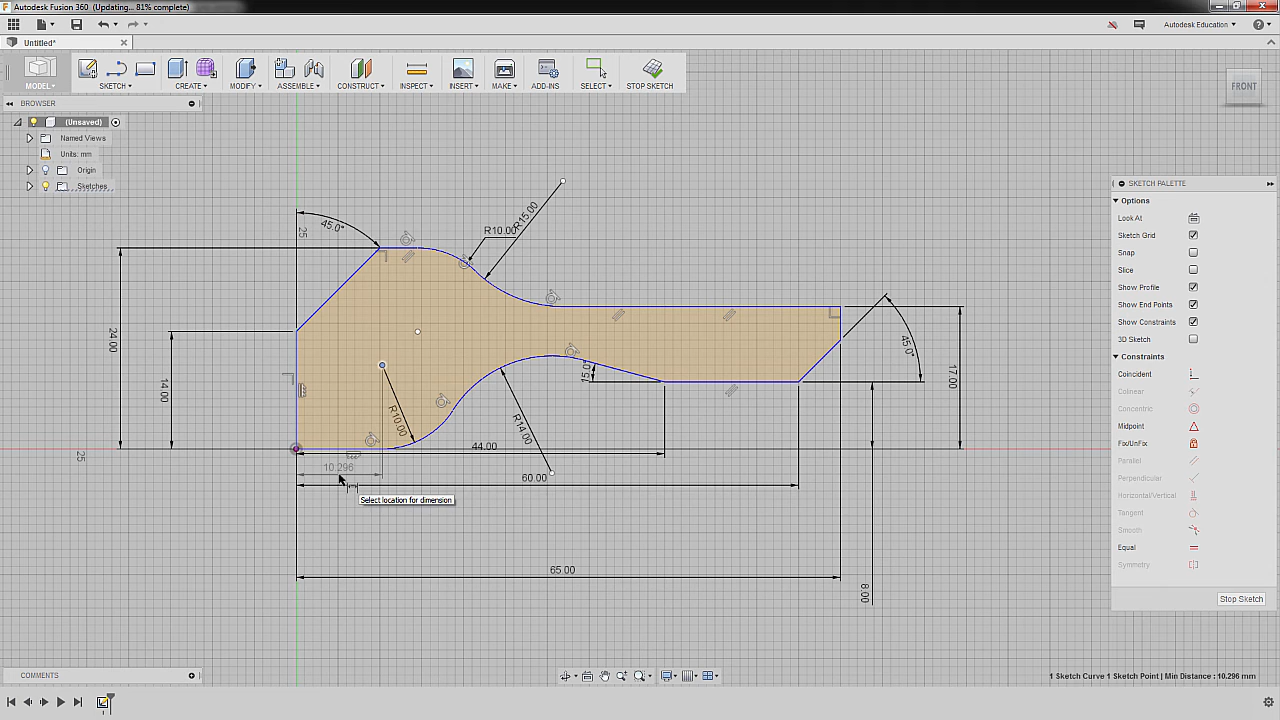 Autodesk Fusion 360 (Updating... 81% complete)
Autodesk Education
Untitled*
MODEL
SKETCH
CREATE
MODIFY
ASSEMBLE
CONSTRUCT
INSPECT
INSERT
MAKE
ADD-INS
SELECT
STOP SKETCH
FRONT
BROWSER
(Unsaved)
Named Views
Units: mm
Origin
Sketches
SKETCH PALETTE
Options
Look At
Sketch Grid
Snap
Slice
Show Profile
Show End Points
Show Constraints
3D Sketch
Constraints
Coincident
Colinear
Concentric
Midpoint
Fix/UnFix
Parallel
Perpendicular
Horizontal/Vertical
Tangent
Smooth
Equal
Symmetry
Stop Sketch
45.0°
25
R10.00
R15.00
24.00
14.00
45.0°
17.00
15.0°
R10.00
R14.00
44.00
25
10.296
60.00
Select location for dimension
65.00
8.00
COMMENTS
1 Sketch Curve 1 Sketch Point | Min Distance : 10.296 mm